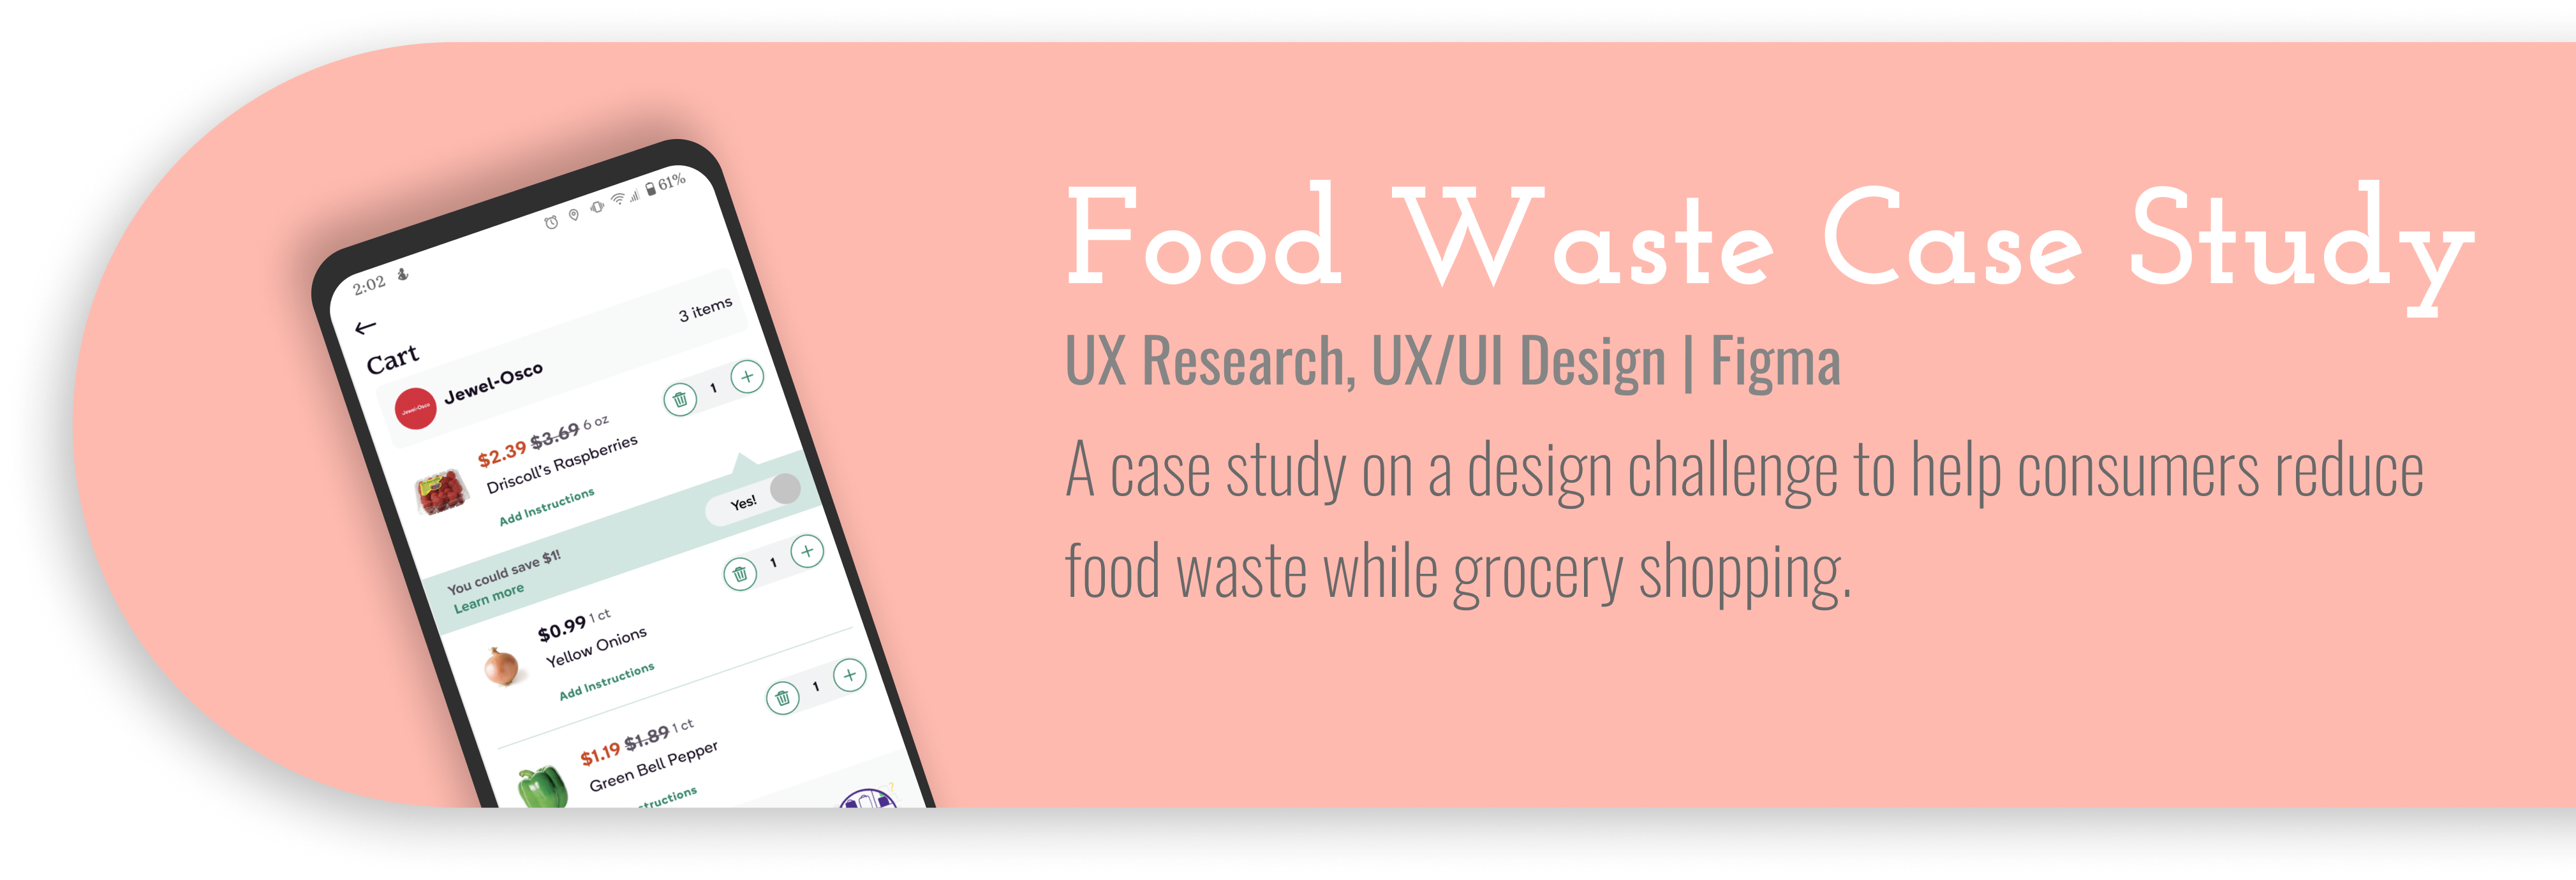 2:02 61%
Cart
Jewel-Osco 3 items
Jewel-Osco
$2.39 $3.69 6 oz
Driscoll's Raspberries
Add Instructions
1
You could save $1!
Learn more
Yes!
$0.99 1 ct
Yellow Onions
Add Instructions
1
$1.19 $1.89 1 ct
Green Bell Pepper
structions
1
Food Waste Case Study
UX Research, UX/UI Design | Figma
A case study on a design challenge to help consumers reduce
food waste while grocery shopping.